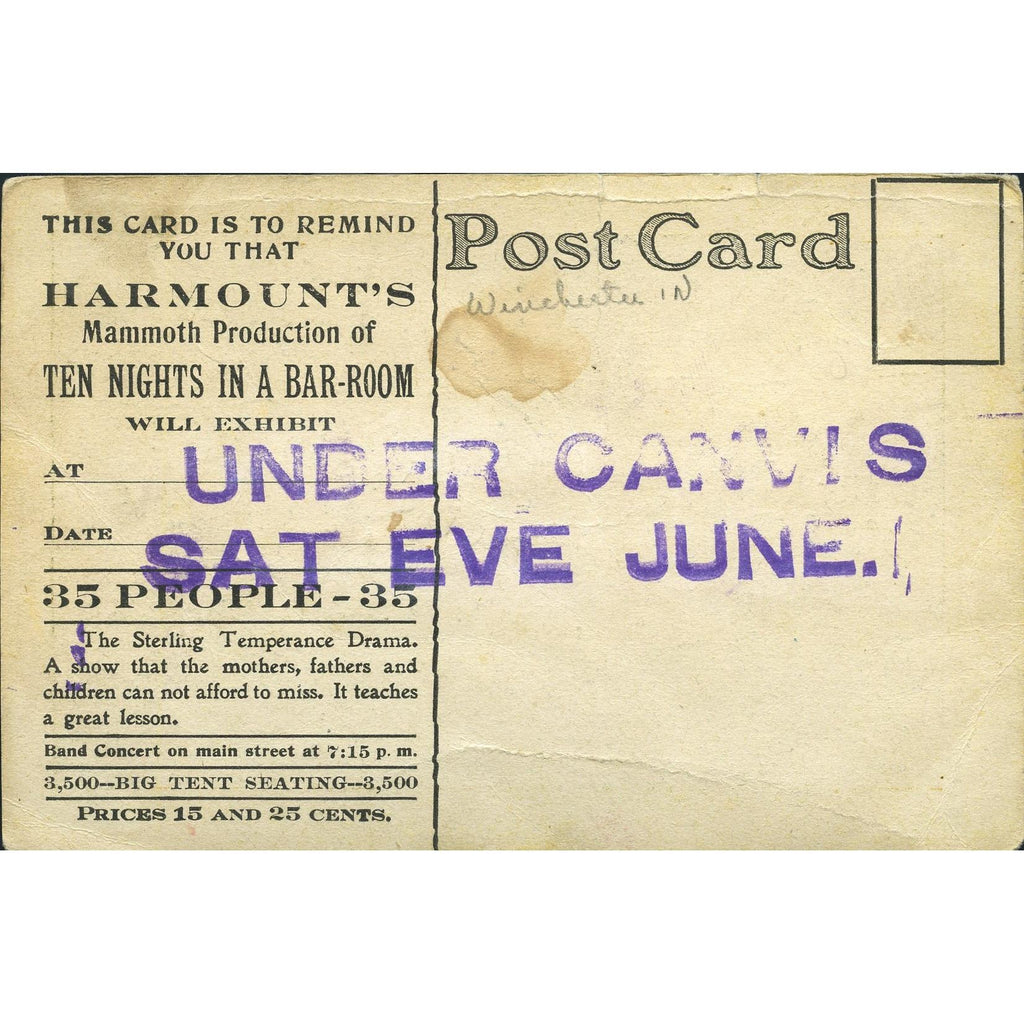 THIS CARD IS TO REMIND
YOU THAT
HARMOUNT'S
Mammoth Production of
TEN NIGHTS IN A BAR-ROOM
WILL EXHIBIT
AT
DATE
35 PEOPLE - 35
The Sterling Temperance Drama.
A show that the mothers, fathers and
children can not afford to miss. It teaches
a great lesson.
Band Concert on main street at 7:15 p. m.
3,500--BIG TENT SEATING--3,500
PRICES 15 AND 25 CENTS.
Post Card
Winchester IN
UNDER CANVIS
SAT EVE JUNE. 1